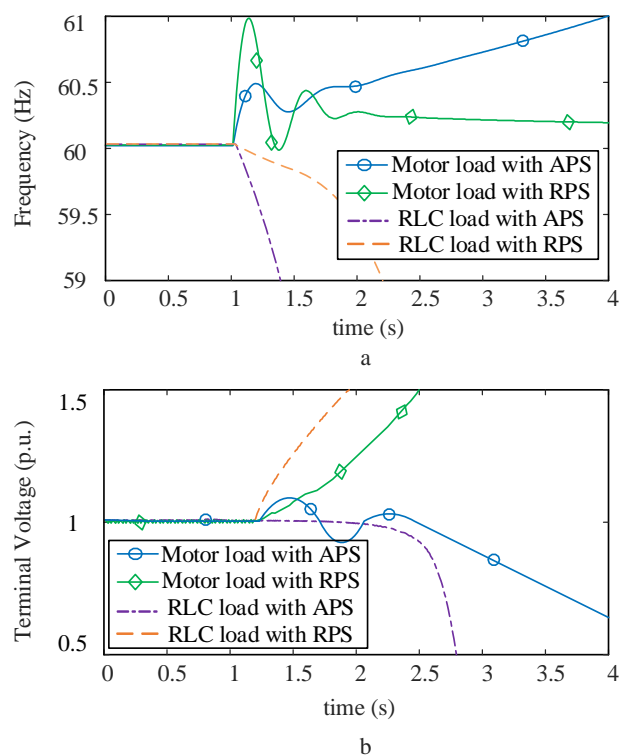 61
60.5
60
59.5
59
Frequency (Hz)
Motor load with APS
Motor load with RPS
RLC load with APS
RLC load with RPS
0 0.5 1 1.5 2 2.5 3 3.5 4
time (s)
a
1.5
1
0.5
Terminal Voltage (p.u.)
Motor load with APS
Motor load with RPS
RLC load with APS
RLC load with RPS
0 0.5 1 1.5 2 2.5 3 3.5 4
time (s)
b